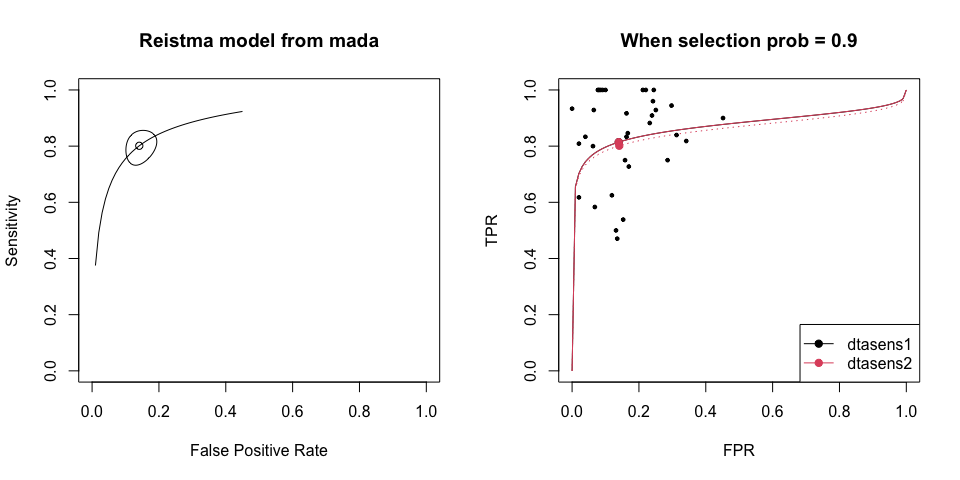 Reistma model from mada
Sensitivity
0.0
0.2
0.4
0.6
0.8
1.0
0.0 0.2 0.4 0.6 0.8 1.0
False Positive Rate
When selection prob = 0.9
TPR
0.0
0.2
0.4
0.6
0.8
1.0
dtasens1
dtasens2
0.0 0.2 0.4 0.6 0.8 1.0
FPR